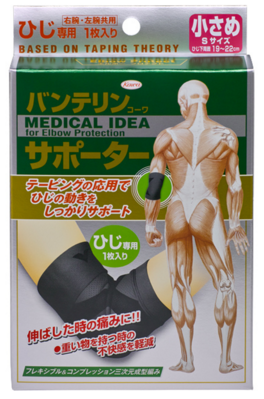 ひじ専用
右腕・左腕共用
1枚入り
Kowa
小さめ
Sサイズ
ひじ下周囲 19～22cm
BASED ON TAPING THEORY
バンテリン
コーワ
MEDICAL IDEA
for Elbow Protection
サポーター
テーピングの応用で
ひじの動きを
しっかりサポート
ひじ専用
1枚入り
伸ばした時の痛みに!!
●重い物を持つ時の
不快感を軽減
フレキシブル&コンプレッション三次元成型編み